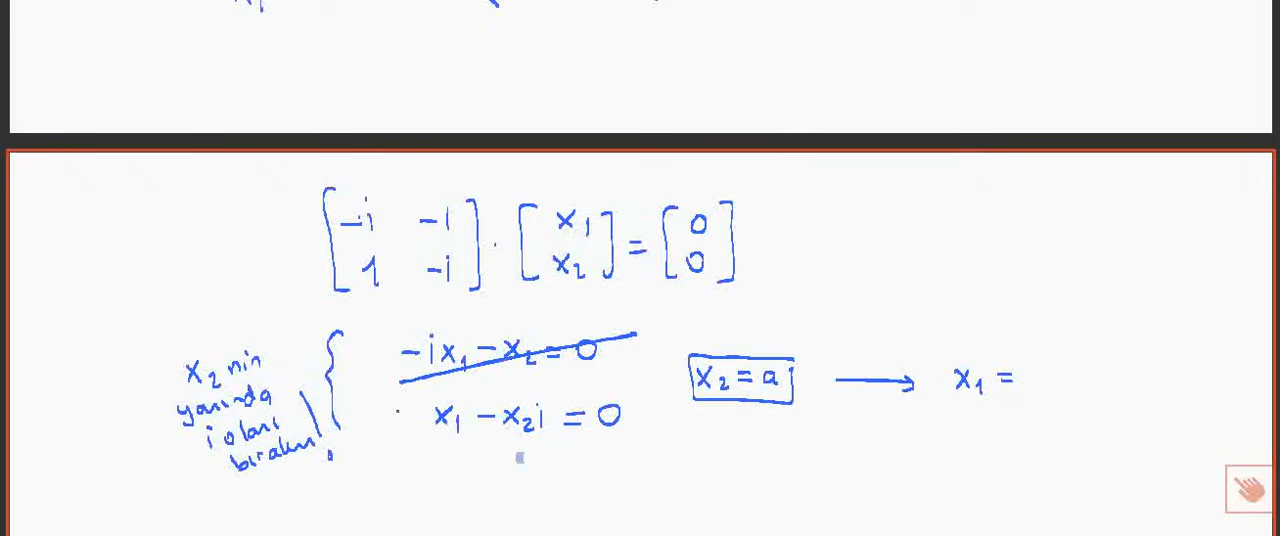 [-i -1] . [x1] = [0]
[1 -i] [x2] [0]
-ix1 - x2 = 0
x1 - x2i = 0
x2 nin
yanında
i olanı
bırakın
x2 = a → x1 =